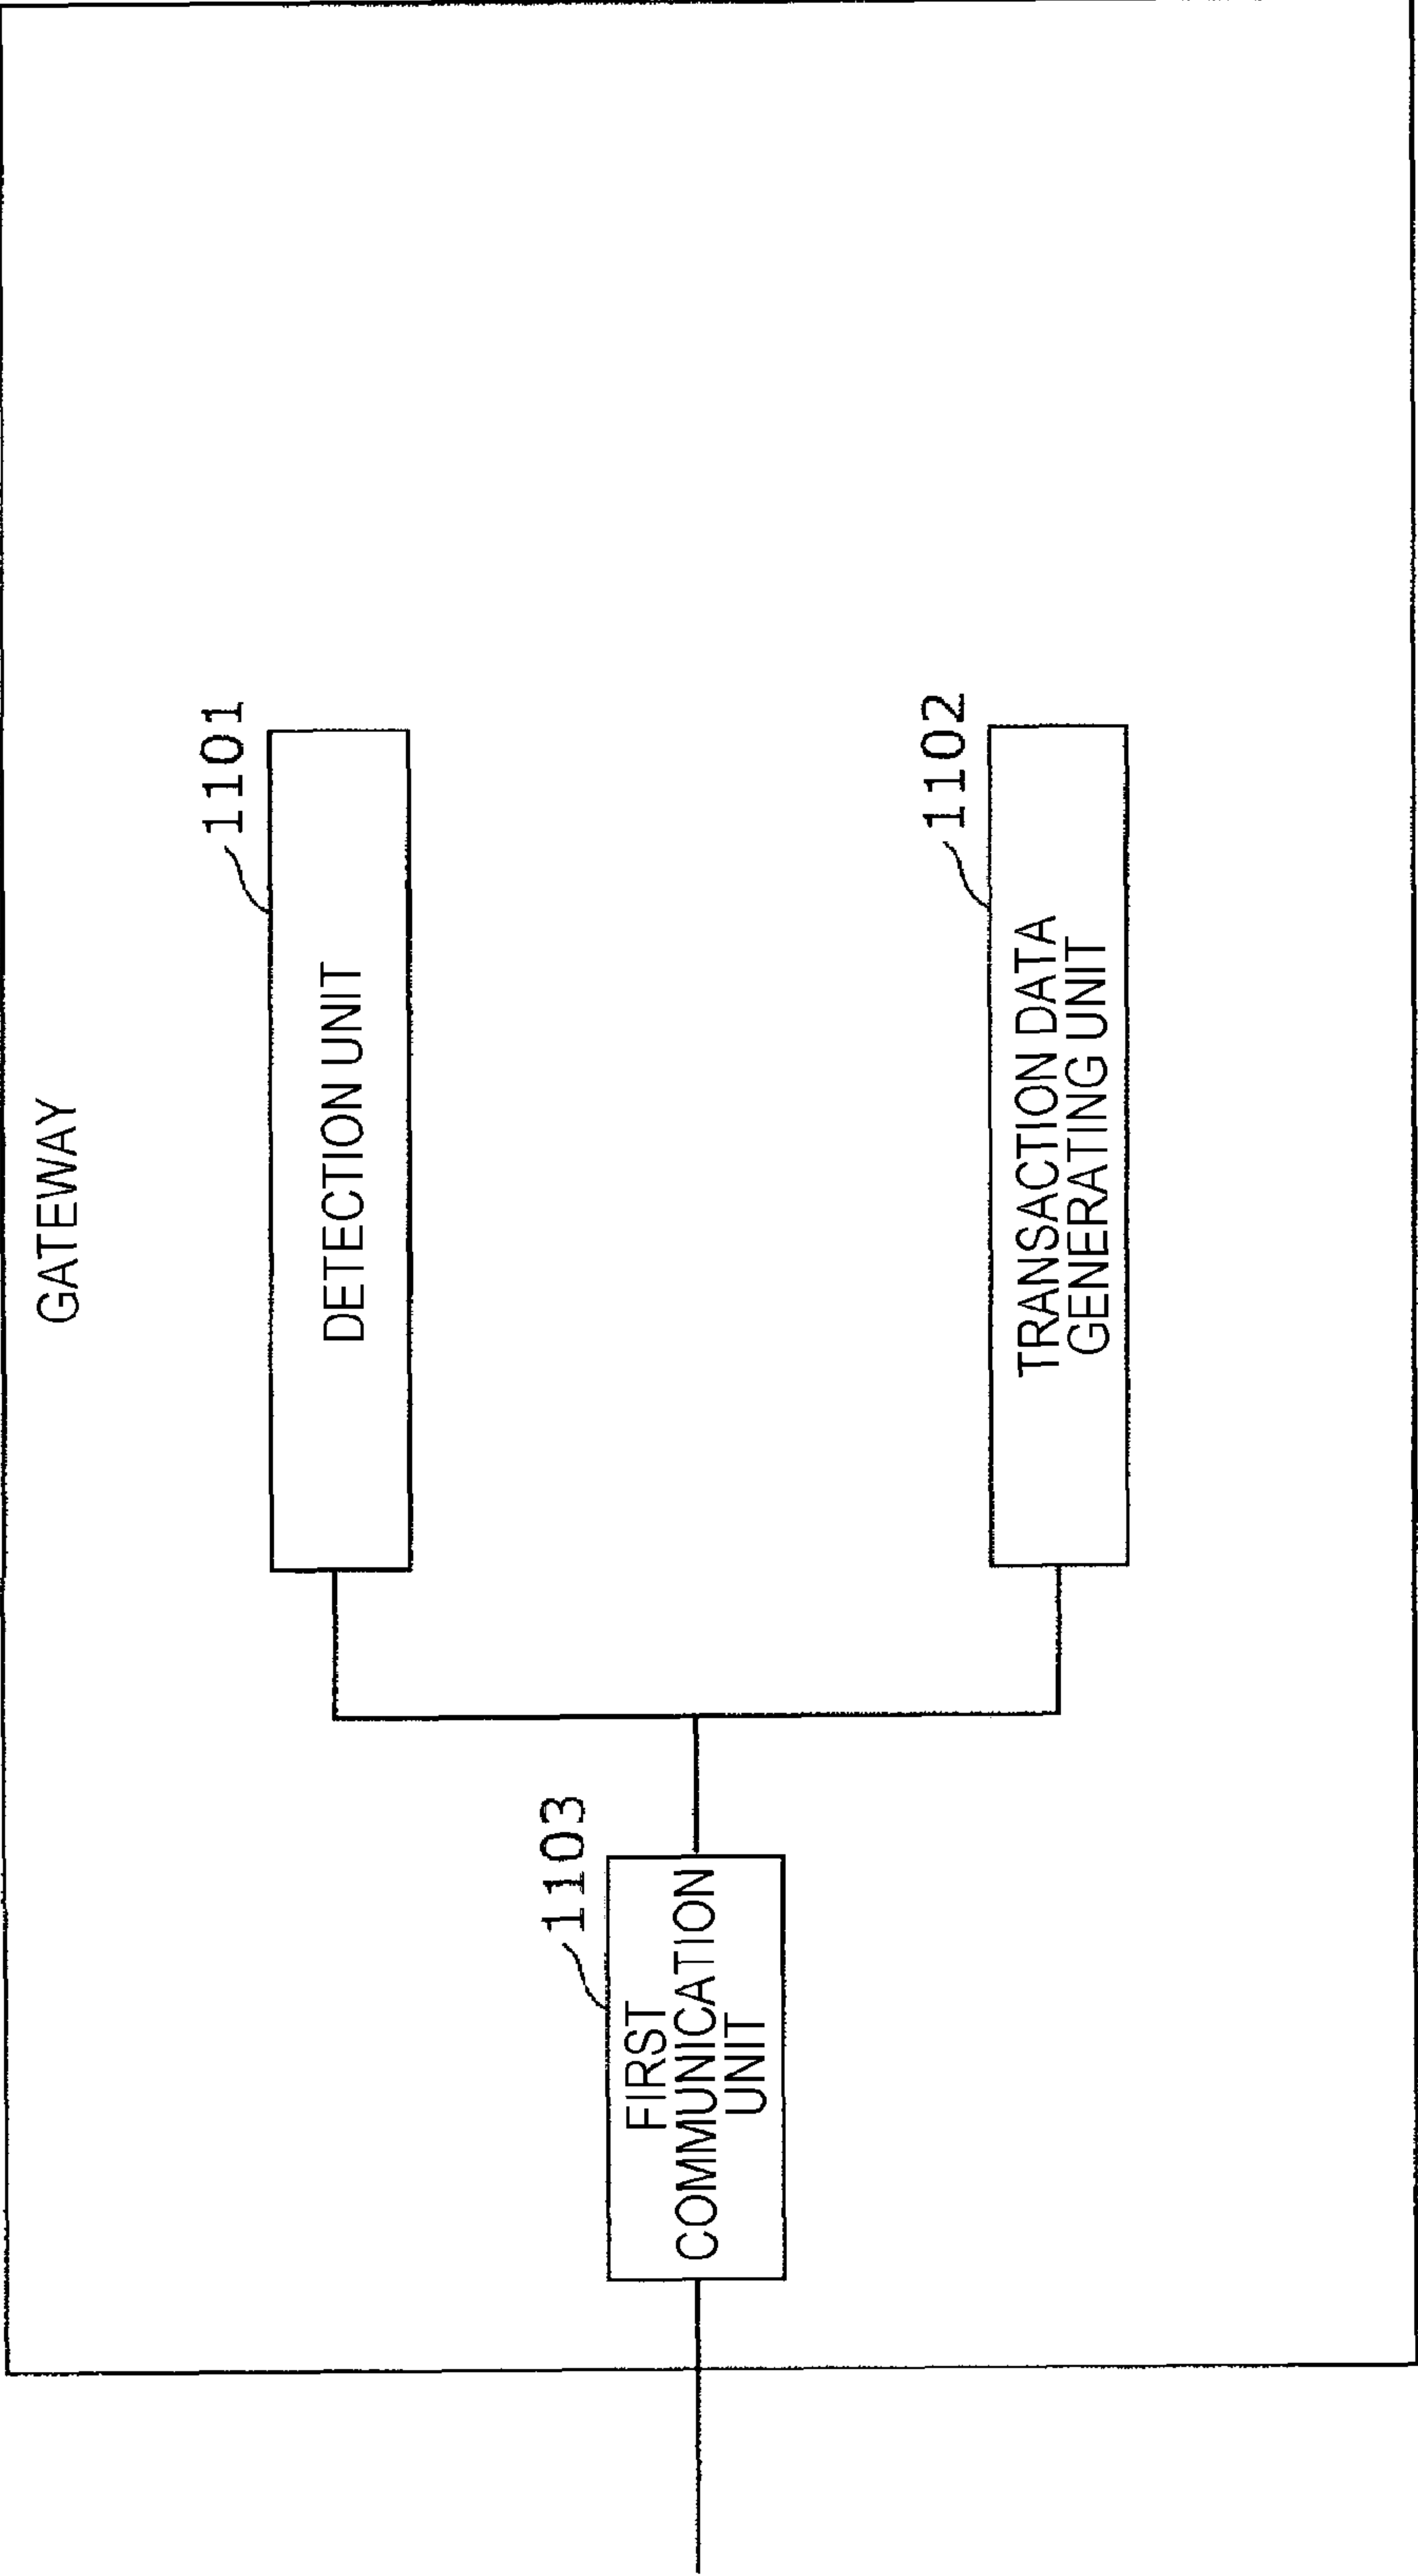 GATEWAY
1101
DETECTION UNIT
1103
FIRST
COMMUNICATION
UNIT
1102
TRANSACTION DATA
GENERATING UNIT